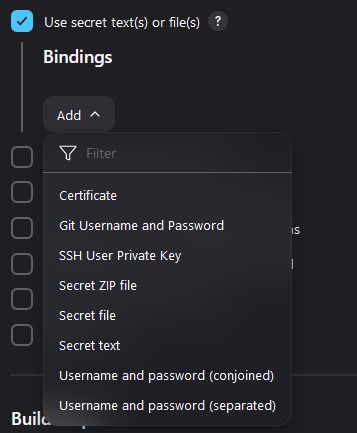 Use secret text(s) or file(s) ?
Bindings
Add
Filter
Certificate
Git Username and Password
SSH User Private Key
Secret ZIP file
Secret file
Secret text
Username and password (conjoined)
Username and password (separated)